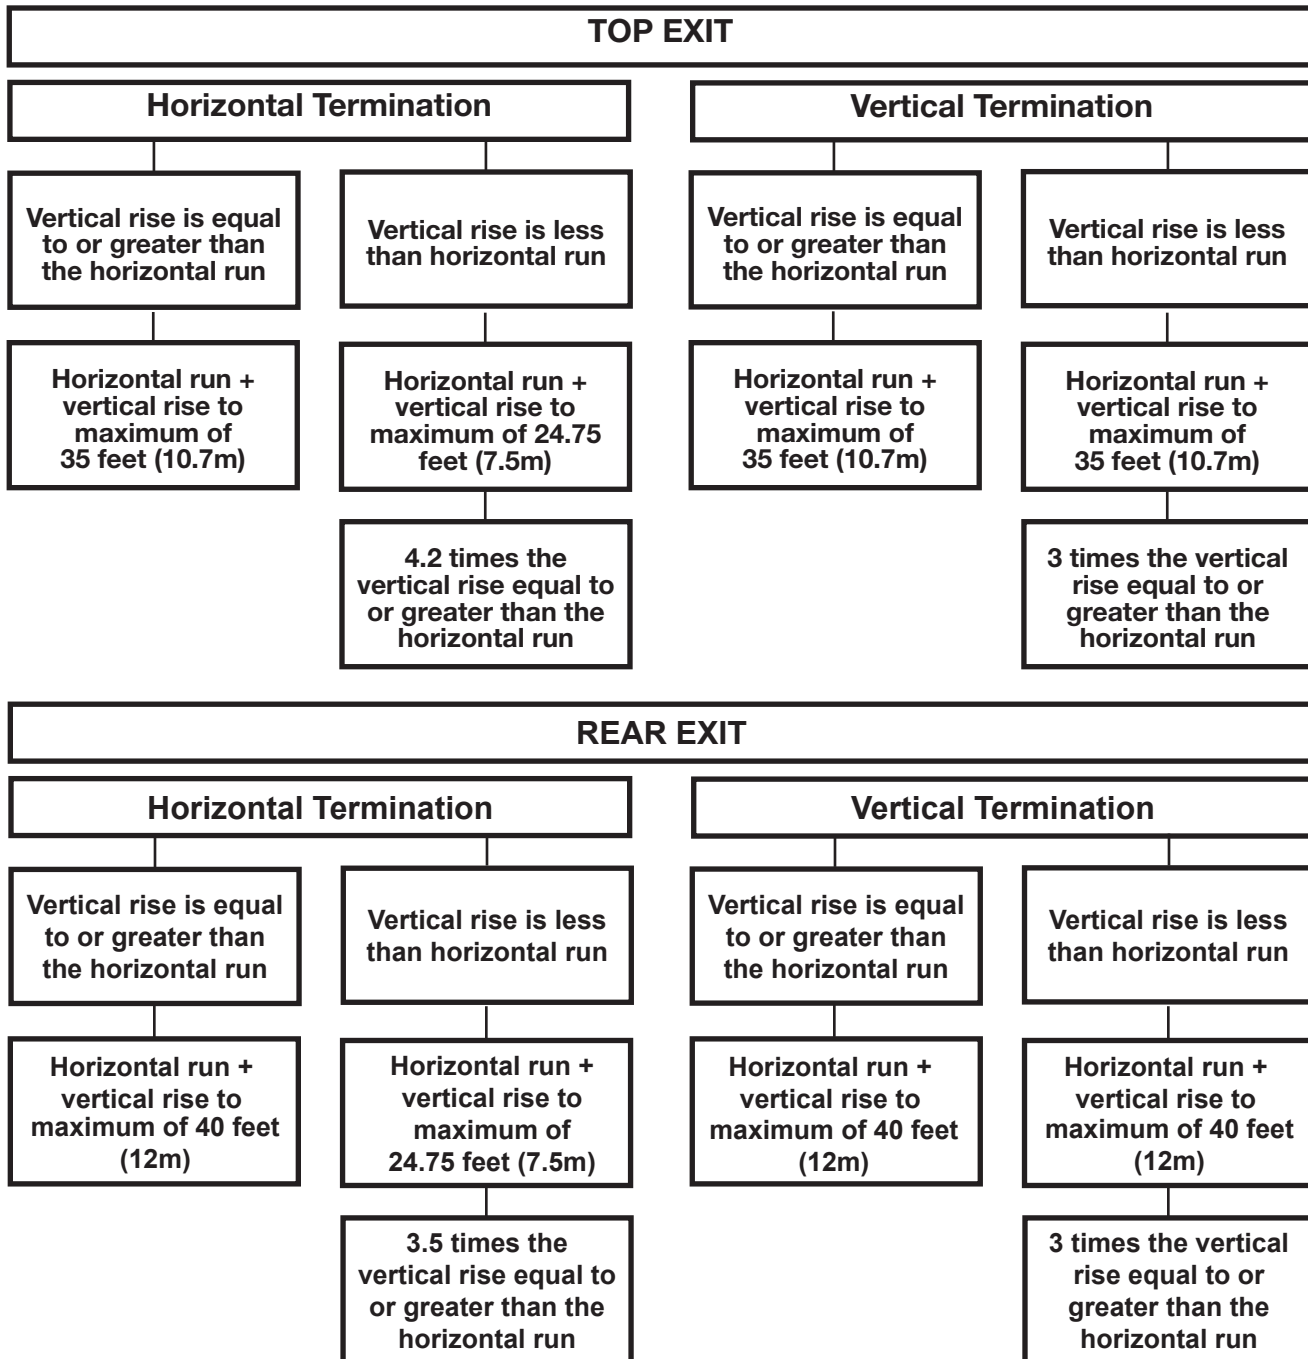 TOP EXIT
Horizontal Termination
Vertical Termination
Vertical rise is equal
to or greater than
the horizontal run
Vertical rise is less
than horizontal run
Vertical rise is equal
to or greater than
the horizontal run
Vertical rise is less
than horizontal run
Horizontal run +
vertical rise to
maximum of
35 feet (10.7m)
Horizontal run +
vertical rise to
maximum of 24.75
feet (7.5m)
Horizontal run +
vertical rise to
maximum of
35 feet (10.7m)
Horizontal run +
vertical rise to
maximum of
35 feet (10.7m)
4.2 times the
vertical rise equal to
or greater than the
horizontal run
3 times the vertical
rise equal to or
greater than the
horizontal run
REAR EXIT
Horizontal Termination
Vertical Termination
Vertical rise is equal
to or greater than
the horizontal run
Vertical rise is less
than horizontal run
Vertical rise is equal
to or greater than
the horizontal run
Vertical rise is less
than horizontal run
Horizontal run +
vertical rise to
maximum of 40 feet
(12m)
Horizontal run +
vertical rise to
maximum of
24.75 feet (7.5m)
Horizontal run +
vertical rise to
maximum of 40 feet
(12m)
Horizontal run +
vertical rise to
maximum of 40 feet
(12m)
3.5 times the
vertical rise equal to
or greater than the
horizontal run
3 times the vertical
rise equal to or
greater than the
horizontal run